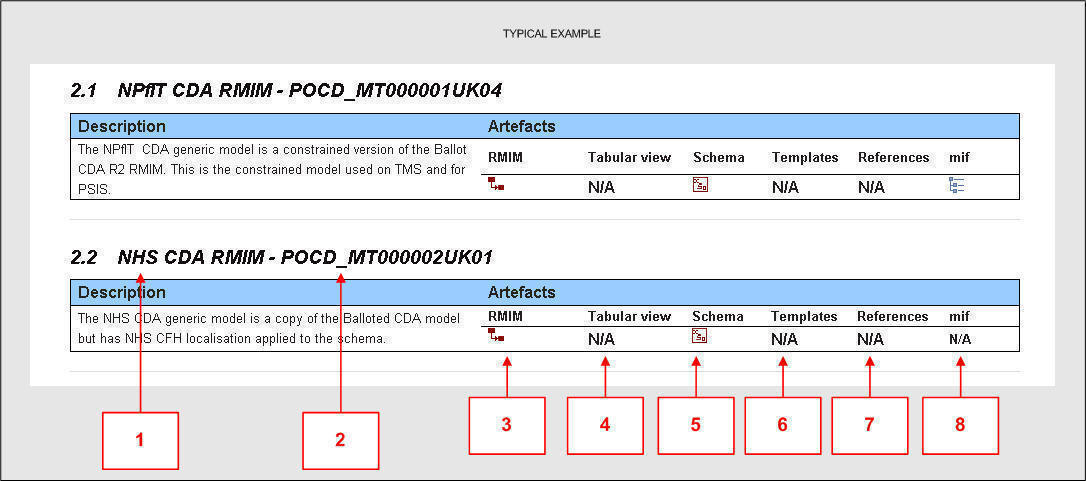 TYPICAL EXAMPLE
2.1 NPfIT CDA RMIM - POCD_MT000001UK04
Description Artefacts
The NPfIT CDA generic model is a constrained version of the Ballot
CDA R2 RMIM. This is the constrained model used on TMS and for
PSIS.
RMIM Tabular view Schema Templates References mif
N/A N/A N/A
2.2 NHS CDA RMIM - POCD_MT000002UK01
Description Artefacts
The NHS CDA generic model is a copy of the Balloted CDA model
but has NHS CFH localisation applied to the schema.
RMIM Tabular view Schema Templates References mif
N/A N/A N/A N/A
1 2 3 4 5 6 7 8